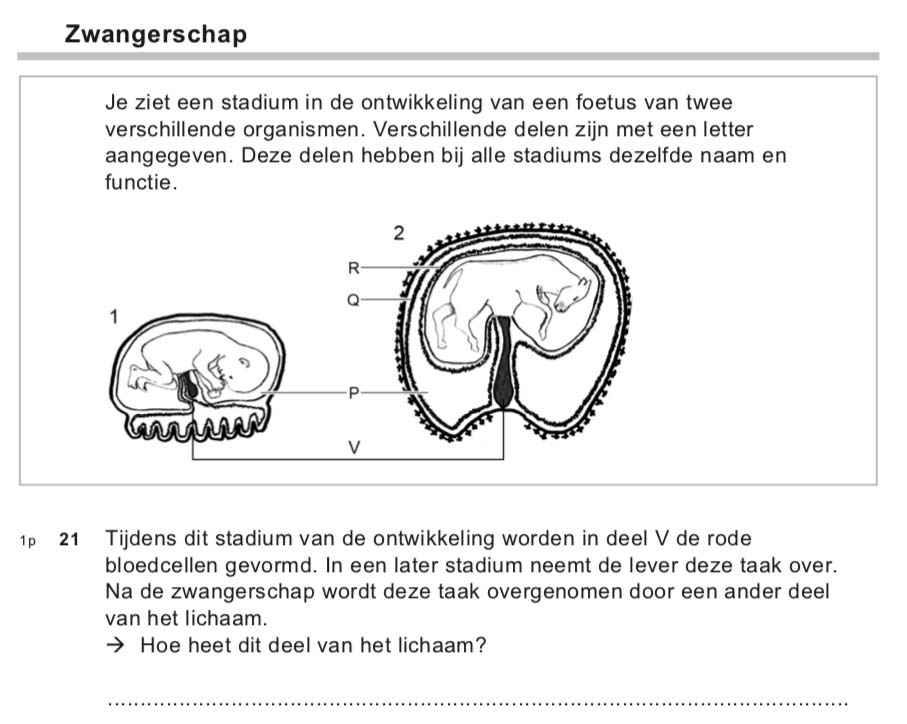 Zwangerschap
Je ziet een stadium in de ontwikkeling van een foetus van twee
verschillende organismen. Verschillende delen zijn met een letter
aangegeven. Deze delen hebben bij alle stadiums dezelfde naam en
functie.
2
R
Q
1
P
V
1p 21 Tijdens dit stadium van de ontwikkeling worden in deel V de rode
bloedcellen gevormd. In een later stadium neemt de lever deze taak over.
Na de zwangerschap wordt deze taak overgenomen door een ander deel
van het lichaam.
→ Hoe heet dit deel van het lichaam?